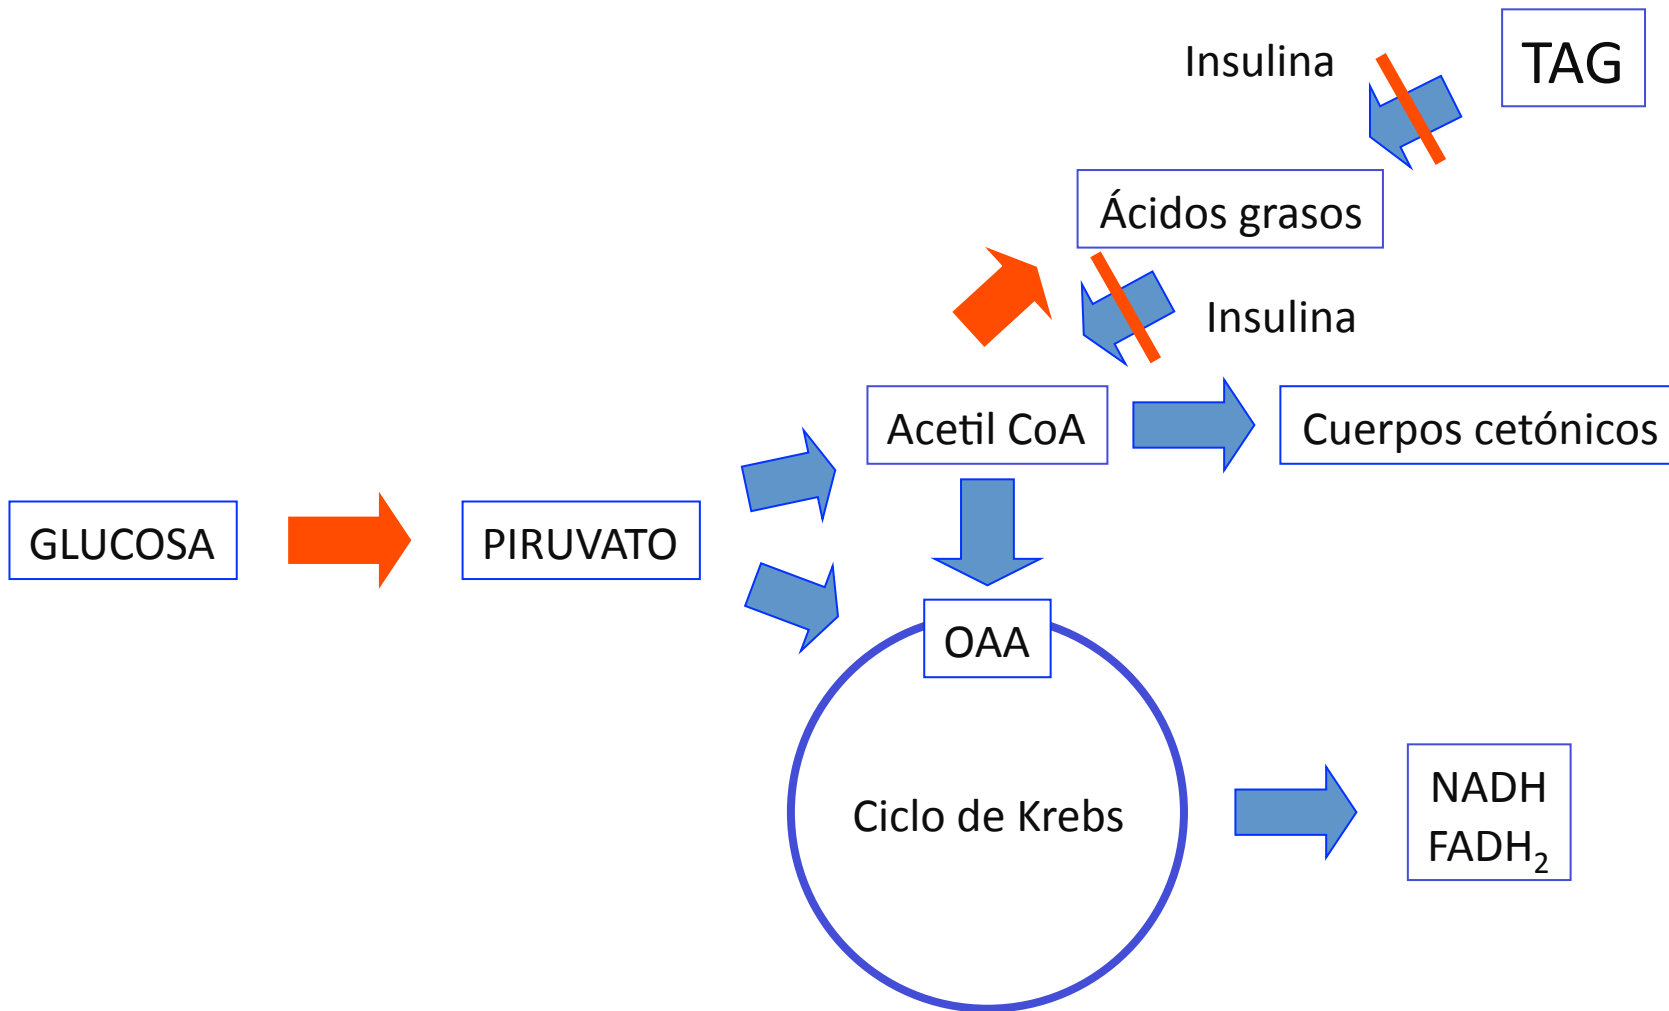 Insulina
TAG
Ácidos grasos
Insulina
Acetil CoA
Cuerpos cetónicos
GLUCOSA
PIRUVATO
OAA
Ciclo de Krebs
NADH
FADH₂